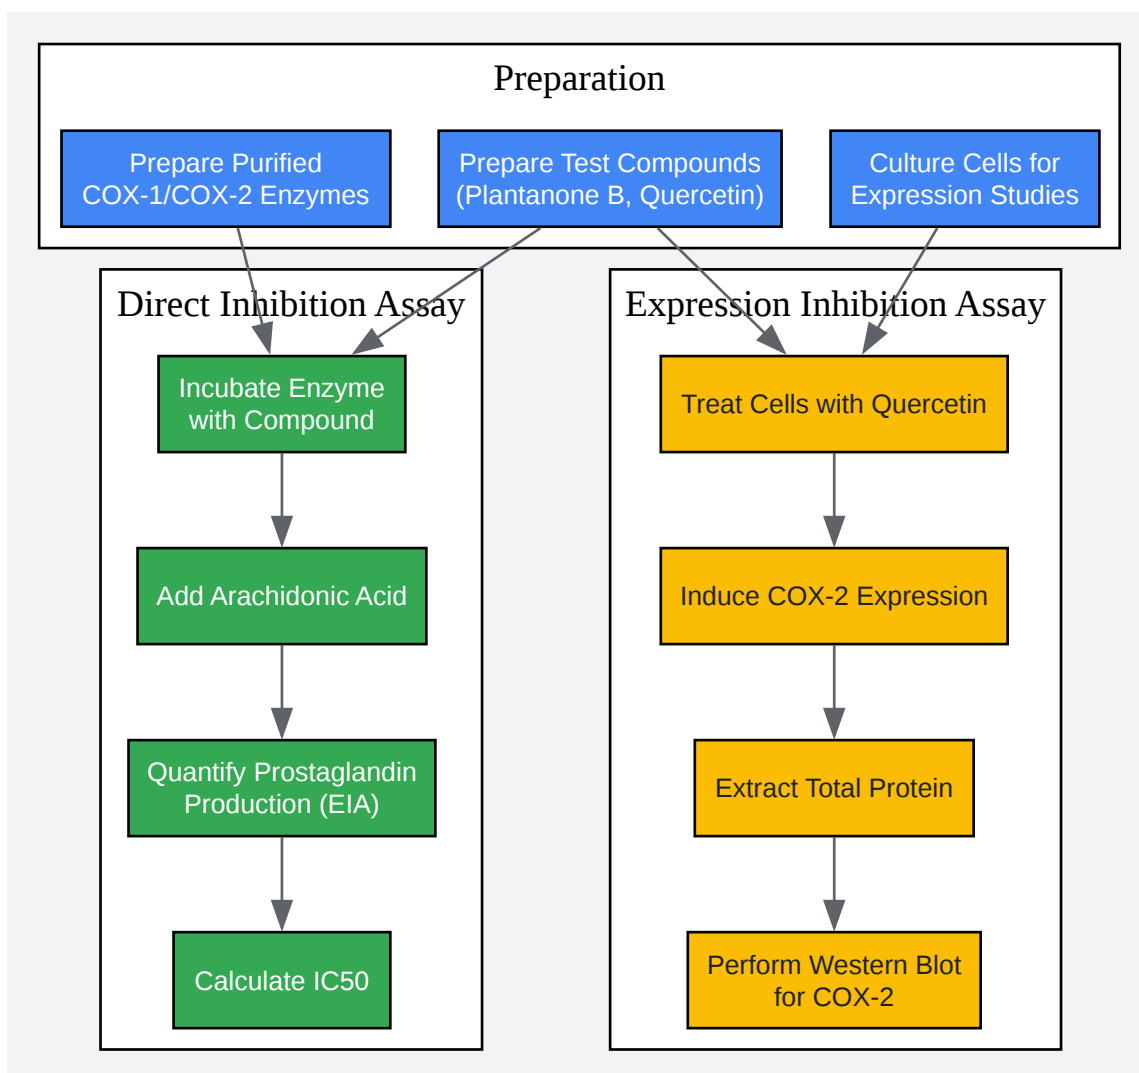 Preparation
Prepare Purified
COX-1/COX-2 Enzymes
Prepare Test Compounds
(Plantanone B, Quercetin)
Culture Cells for
Expression Studies
Direct Inhibition Assay
Incubate Enzyme
with Compound
Add Arachidonic Acid
Quantify Prostaglandin
Production (EIA)
Calculate IC50
Expression Inhibition Assay
Treat Cells with Quercetin
Induce COX-2 Expression
Extract Total Protein
Perform Western Blot
for COX-2